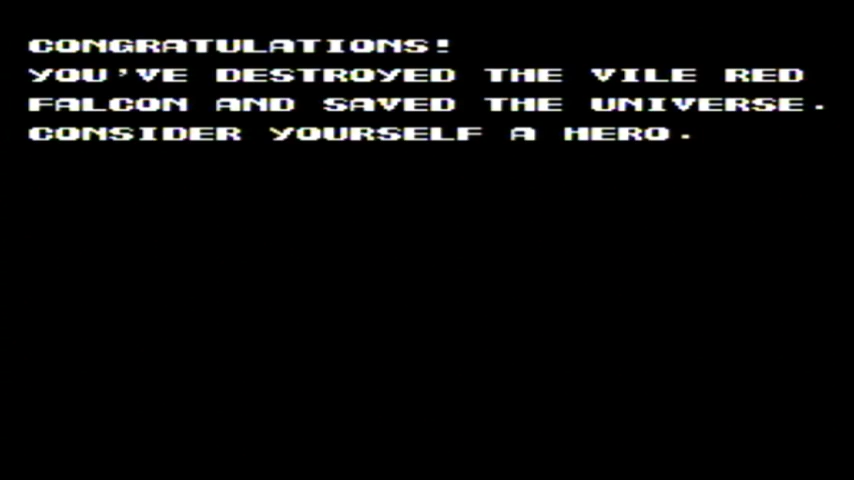 CONGRATULATIONS!
YOU'VE DESTROYED THE VILE RED
FALCON AND SAVED THE UNIVERSE.
CONSIDER YOURSELF A HERO.